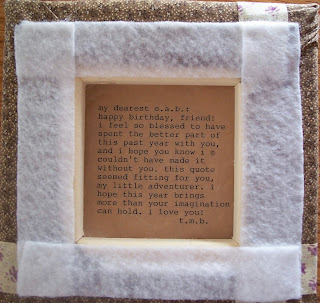 my dearest s.a.b.:
happy birthday, friend!
i feel so blessed to have
spent the better part of
this past year with you,
and i hope you know i
couldn't have made it
without you. this quote
seemed fitting for you,
my little adventurer. i
hope this year brings
more than your imagination
can hold. i love you!
t.m.b.